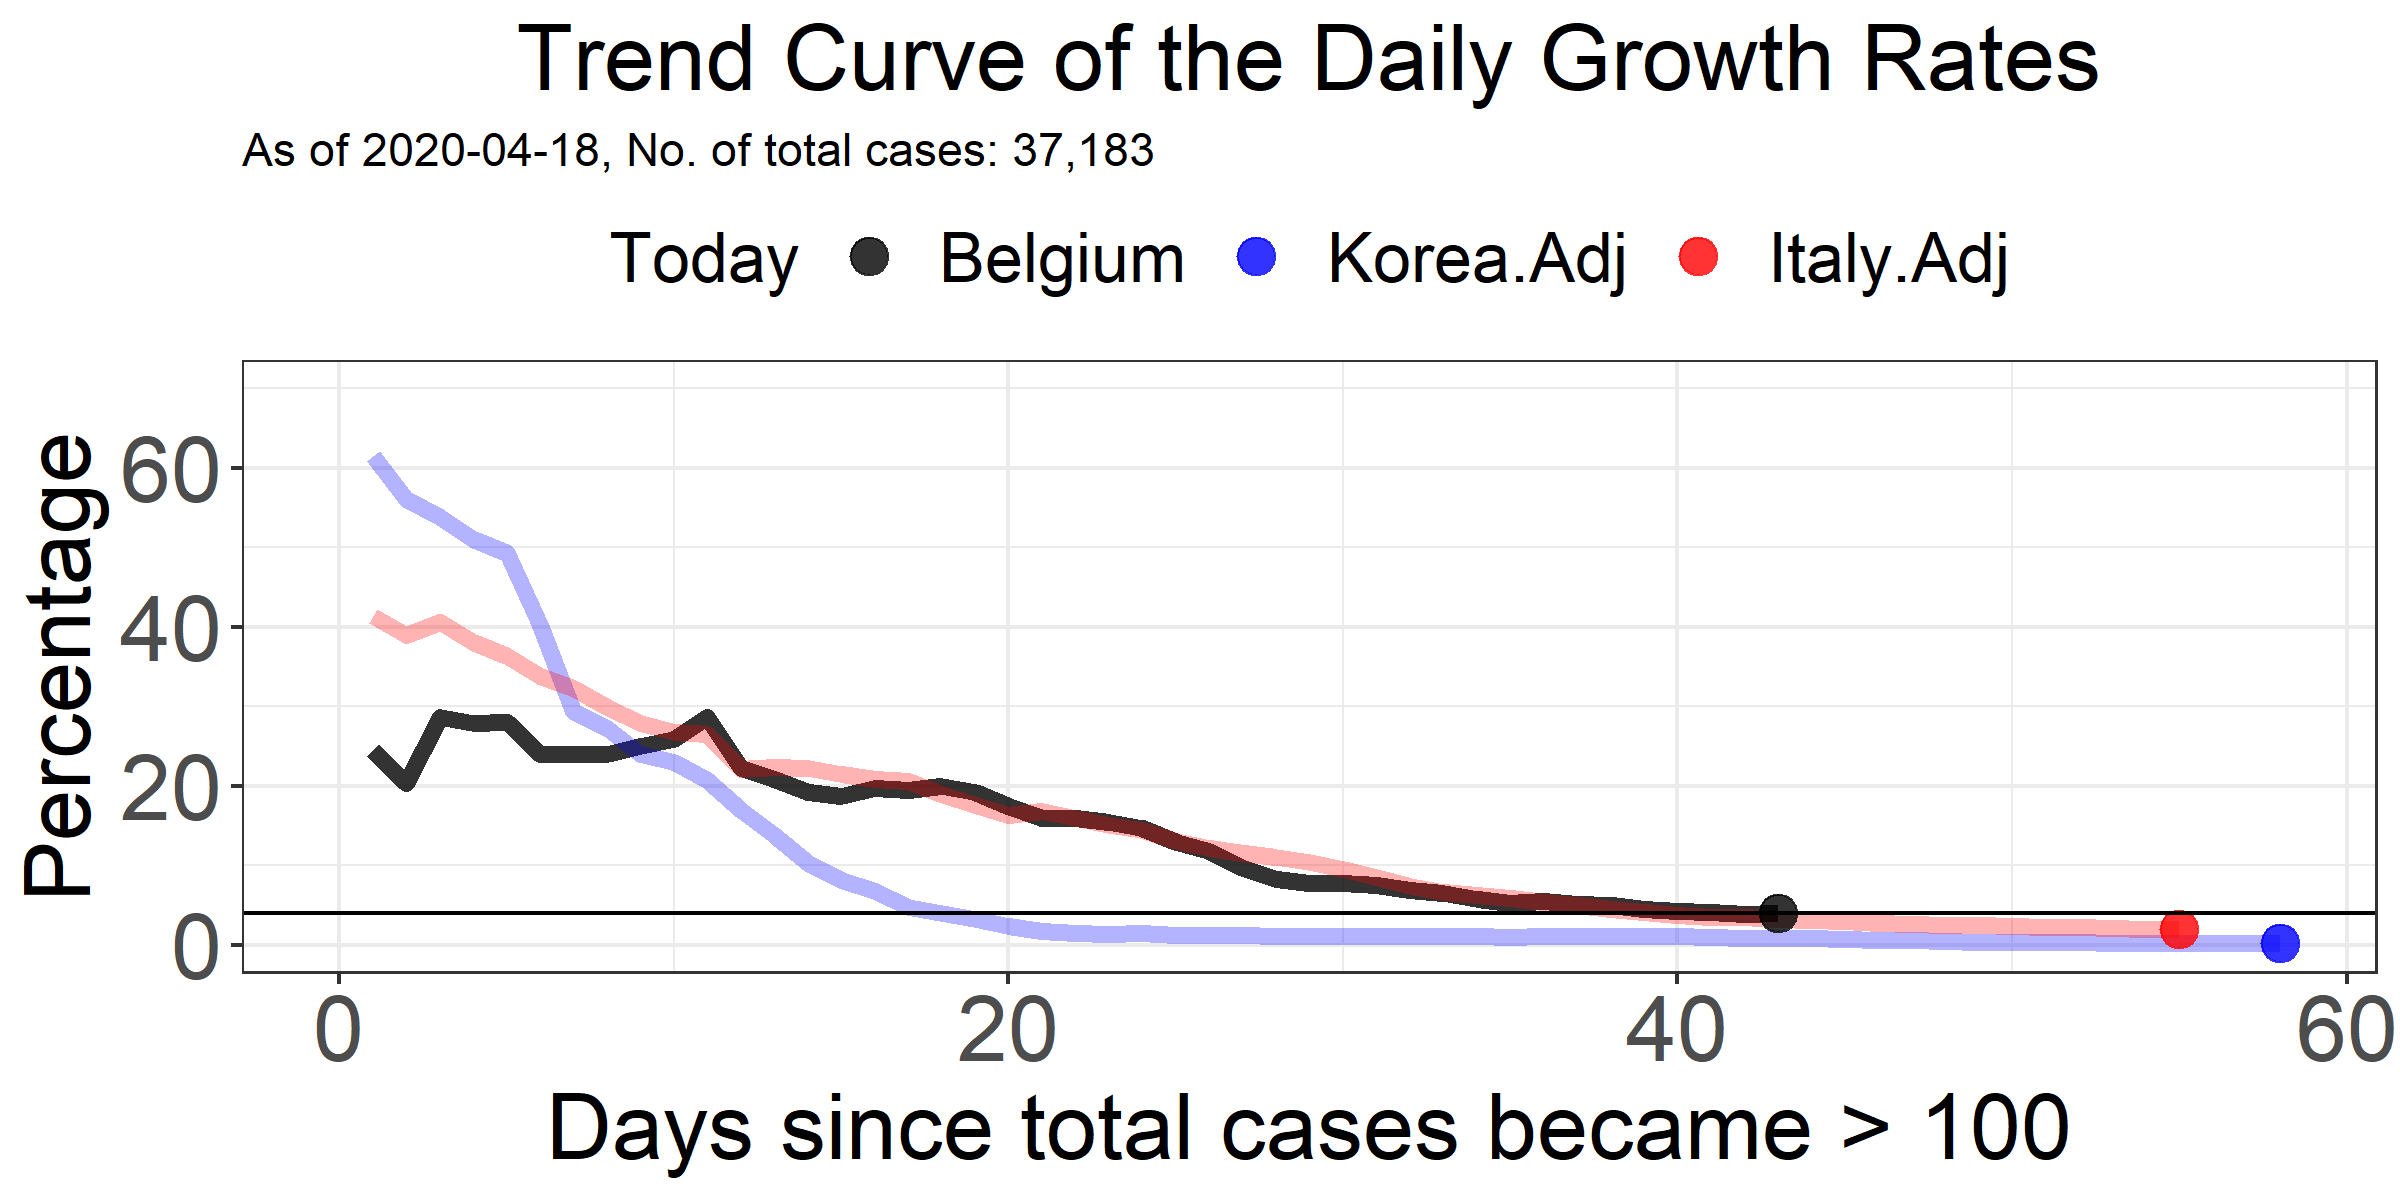 Trend Curve of the Daily Growth Rates
As of 2020-04-18, No. of total cases: 37,183
Today Belgium Korea.Adj Italy.Adj
Percentage
60
40
20
0
0 20 40 60
Days since total cases became > 100